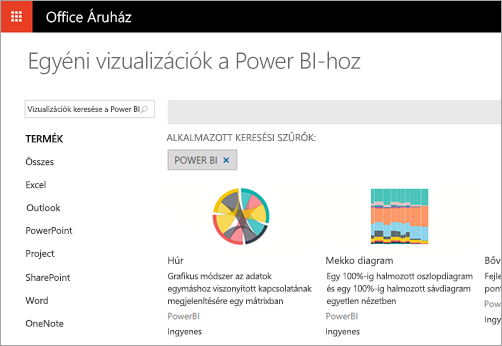 Office Áruház
Egyéni vizualizációk a Power BI-hoz
Vizualizációk keresése a Power BI
TERMÉK
Összes
Excel
Outlook
PowerPoint
Project
SharePoint
Word
OneNote
ALKALMAZOTT KERESÉSI SZŰRŐK:
POWER BI ×
Húr
Grafikus módszer az adatok
egymáshoz viszonyított kapcsolatának
megjelenítésére egy mátrixban
PowerBI
Ingyenes
Mekko diagram
Egy 100%-ig halmozott oszlopdiagram
és egy 100%-ig halmozott sávdiagram
egyetlen nézetben
PowerBI
Ingyenes
Bőv
Fejle
pont
Powe
Ingy